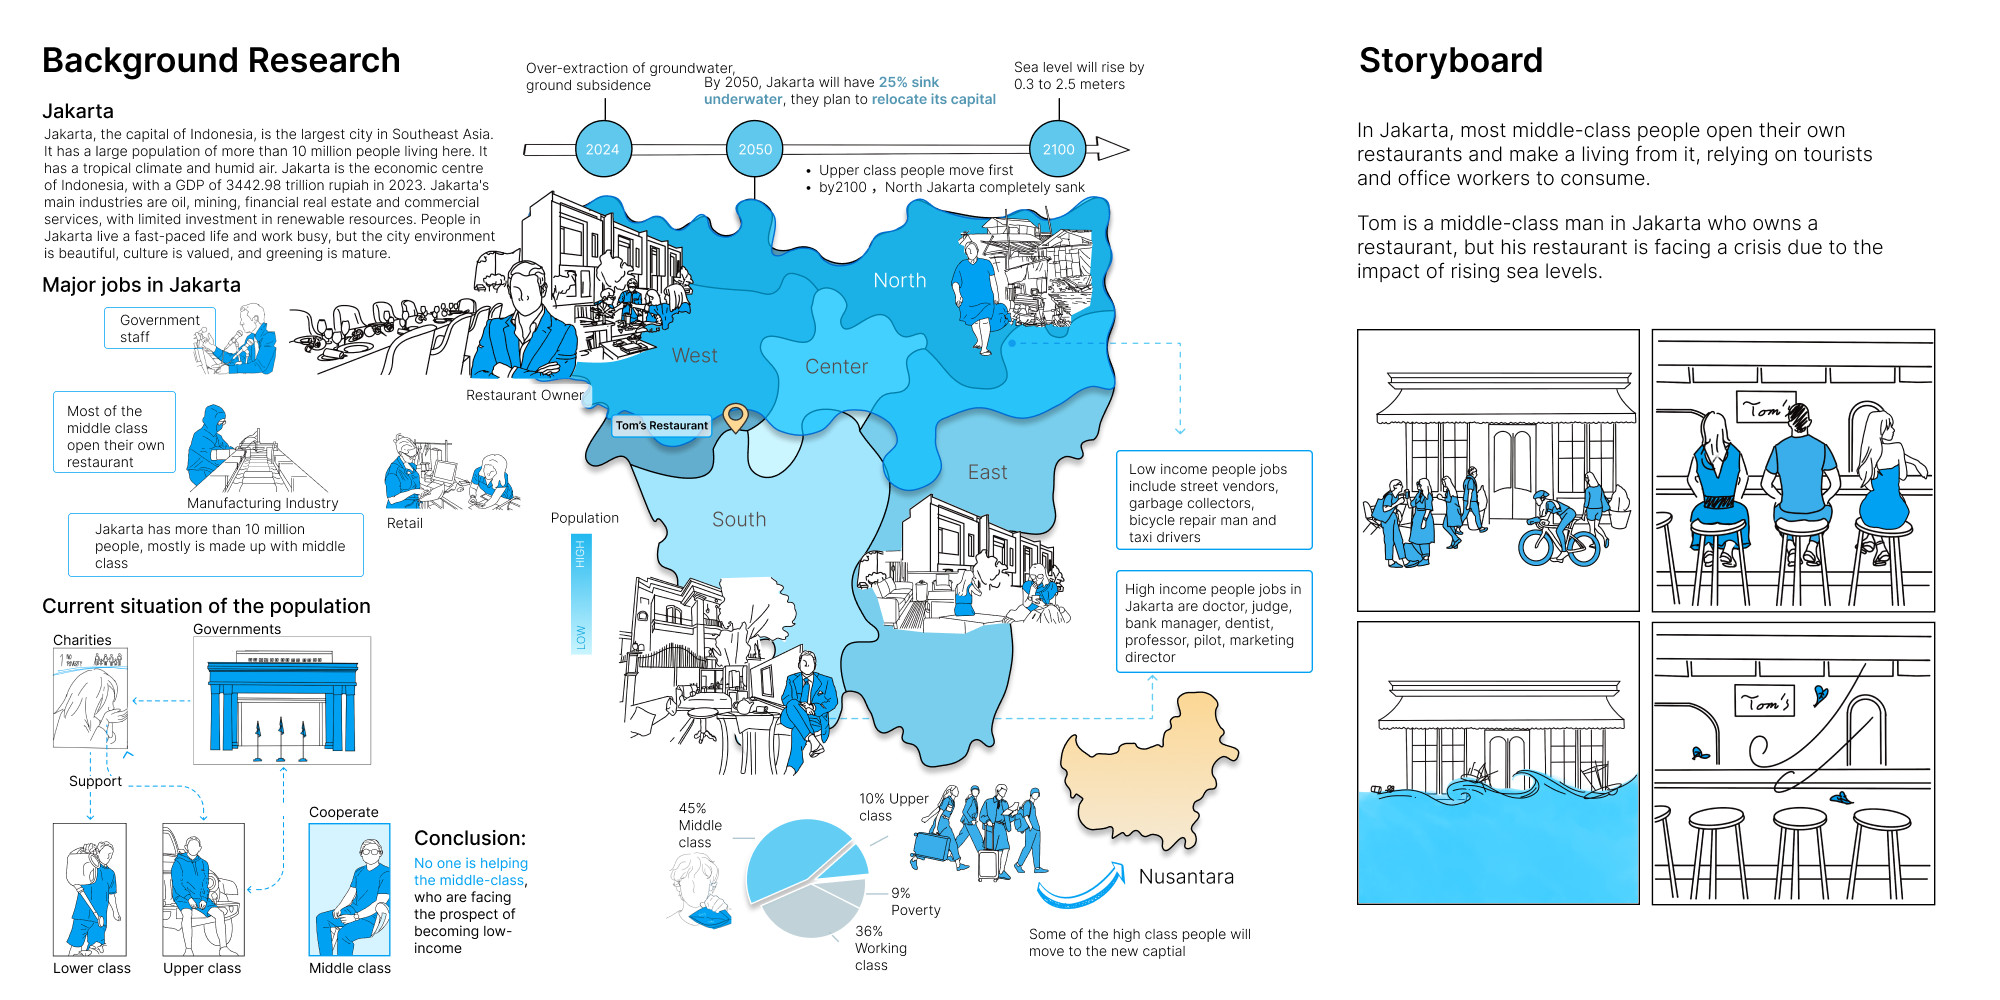 Background Research
Jakarta
Jakarta, the capital of Indonesia, is the largest city in Southeast Asia.
It has a large population of more than 10 million people living here. It
has a tropical climate and humid air. Jakarta is the economic centre
of Indonesia, with a GDP of 3442.98 trillion rupiah in 2023. Jakarta's
main industries are oil, mining, financial real estate and commercial
services, with limited investment in renewable resources. People in
Jakarta live a fast-paced life and work busy, but the city environment
is beautiful, culture is valued, and greening is mature.
Major jobs in Jakarta
Government
staff
Restaurant Owner
Most of the
middle class
open their own
restaurant
Manufacturing Industry
Retail
Jakarta has more than 10 million
people, mostly is made up with middle
class
Current situation of the population
Charities
Governments
NO
POVERTY
Support
Cooperate
Lower class
Upper class
Middle class
Conclusion:
No one is helping
the middle-class,
who are facing
the prospect of
becoming low-
income
Over-extraction of groundwater,
ground subsidence
By 2050, Jakarta will have 25% sink
underwater, they plan to relocate its capital
Sea level will rise by
0.3 to 2.5 meters
2024
2050
2100
• Upper class people move first
• by2100 , North Jakarta completely sank
North
West
Center
Tom's Restaurant
East
South
Population
HIGH
LOW
Low income people jobs
include street vendors,
garbage collectors,
bicycle repair man and
taxi drivers
High income people jobs in
Jakarta are doctor, judge,
bank manager, dentist,
professor, pilot, marketing
director
45%
Middle
class
10% Upper
class
9%
Poverty
36%
Working
class
Nusantara
Some of the high class people will
move to the new captial
Storyboard
In Jakarta, most middle-class people open their own
restaurants and make a living from it, relying on tourists
and office workers to consume.
Tom is a middle-class man in Jakarta who owns a
restaurant, but his restaurant is facing a crisis due to the
impact of rising sea levels.
Tom's
Tom's